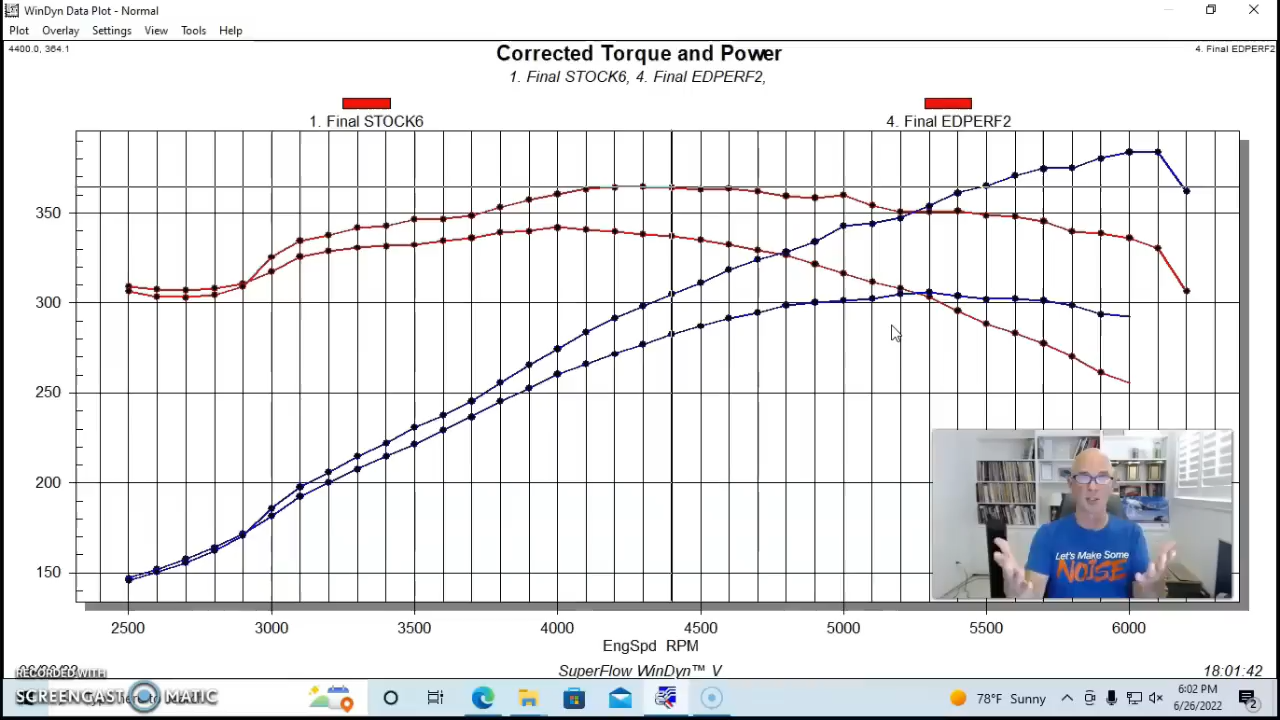 WinDyn Data Plot - Normal
Plot Overlay Settings View Tools Help
4400.0, 364.1
Corrected Torque and Power
4. Final EDPERF2
1. Final STOCK6, 4. Final EDPERF2,
1. Final STOCK6
4. Final EDPERF2
350
300
250
200
150
2500 3000 3500 4000 4500 5000 5500 6000
EngSpd RPM
Let's Make Some
NOISE
SuperFlow WinDyn™ V
18:01:42
RECORDED WITH
SCREENCAST MATIC
78°F Sunny
6:02 PM
6/26/2022
2